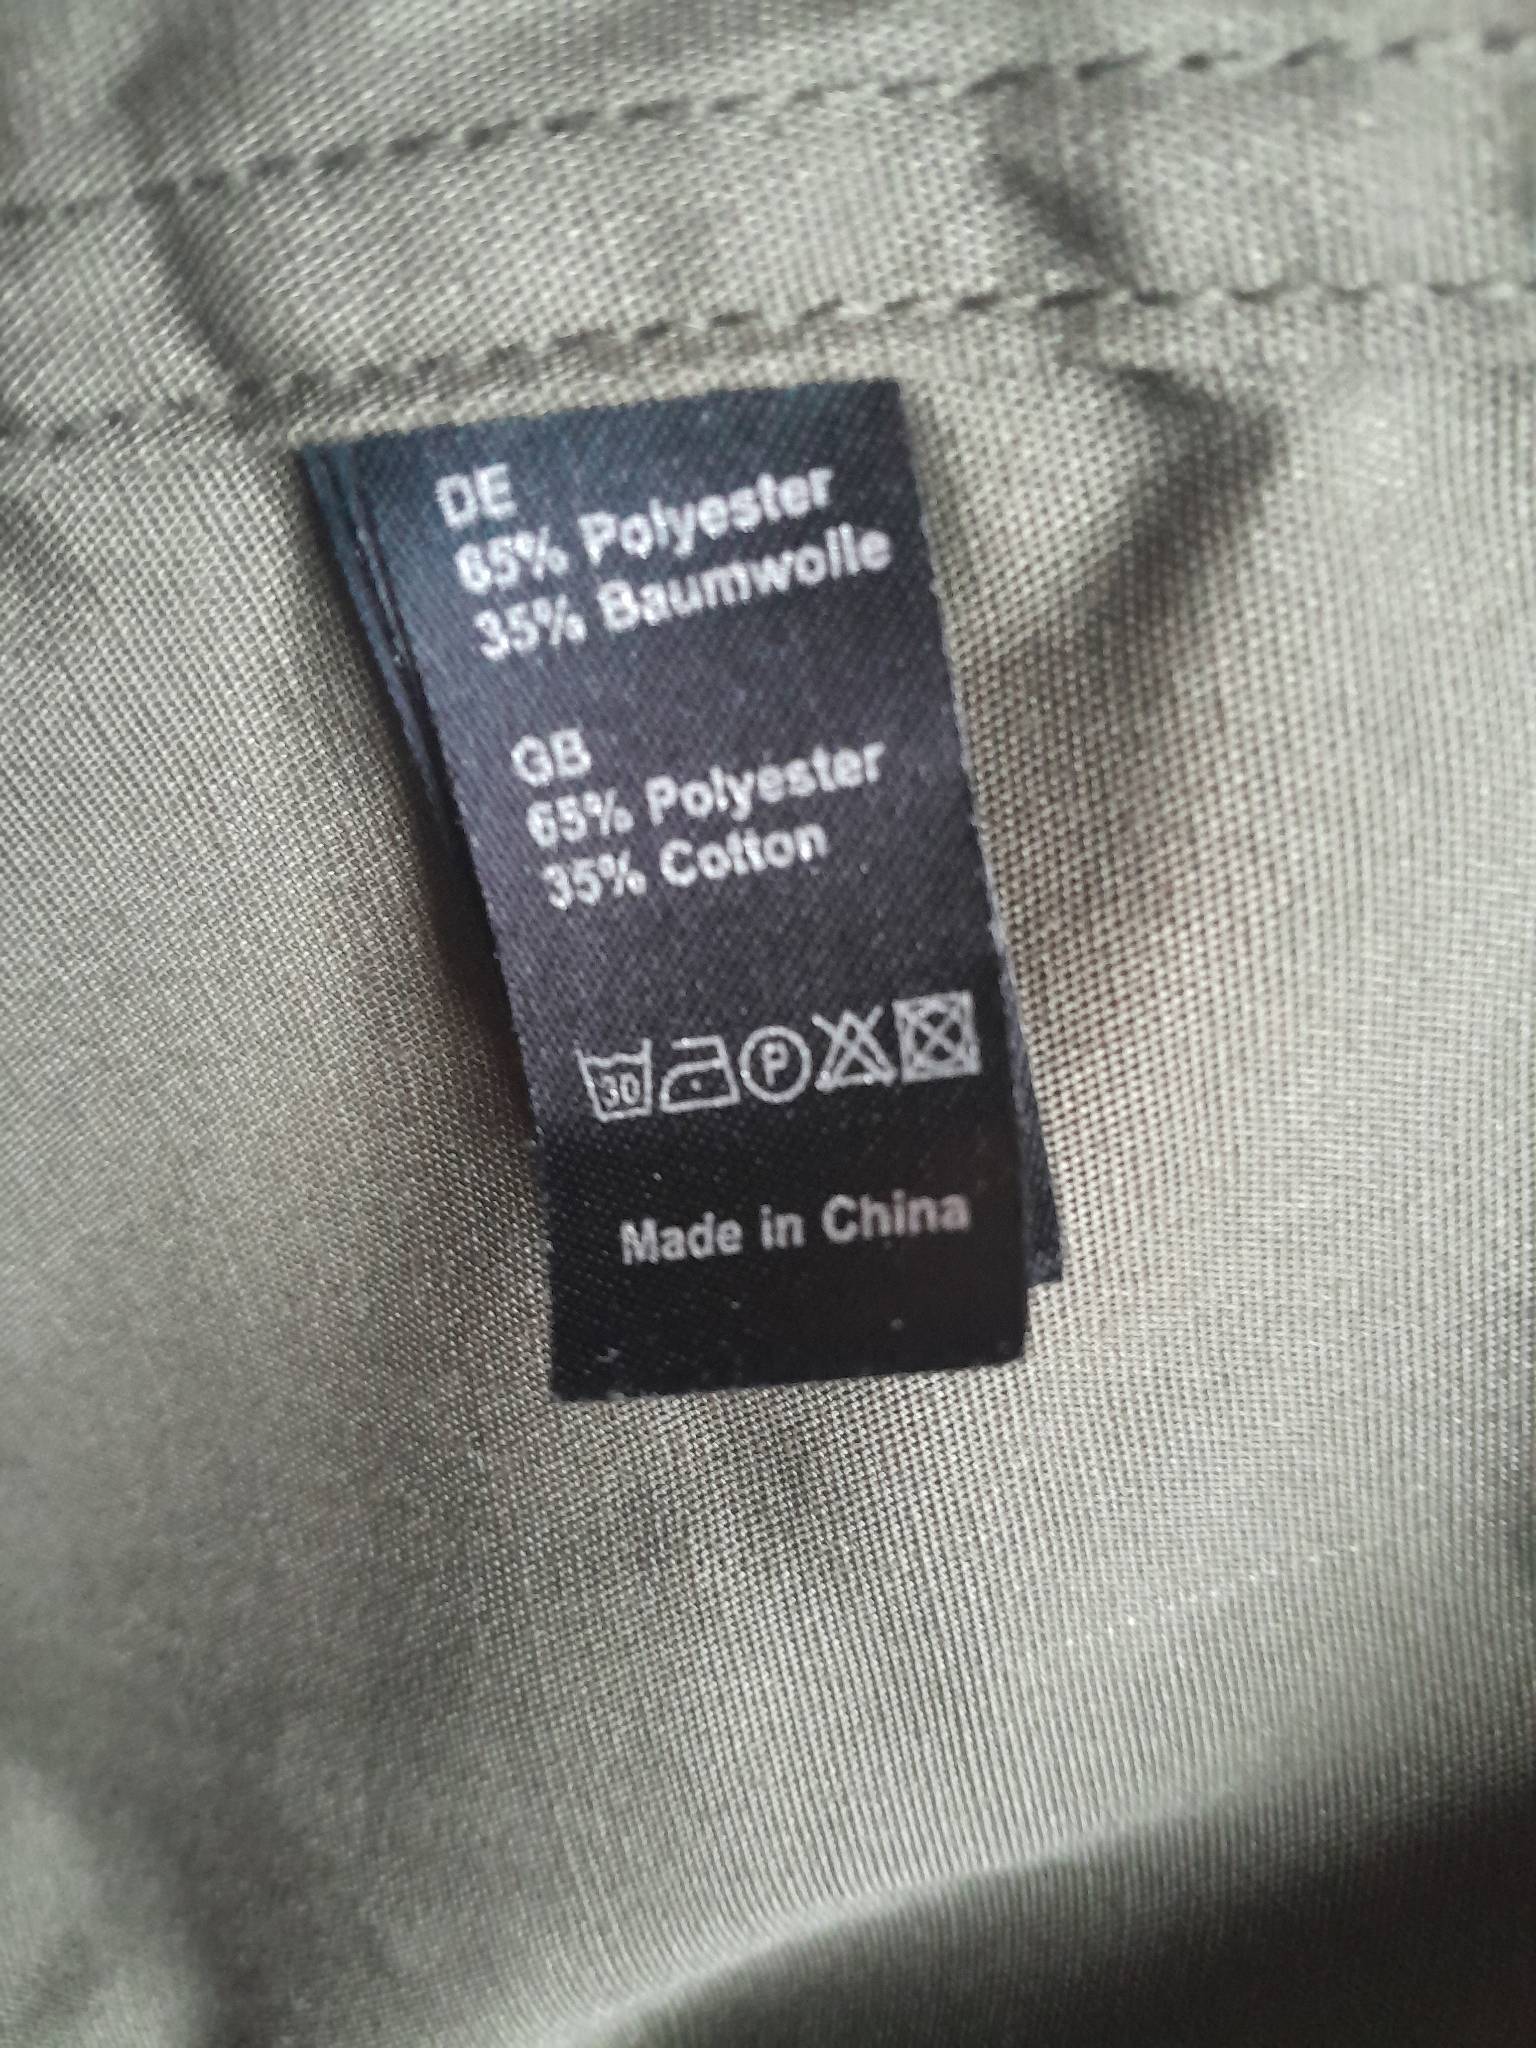 DE
65% Polyester
35% Baumwolle
GB
65% Polyester
35% Cotton
30 P
Made in China